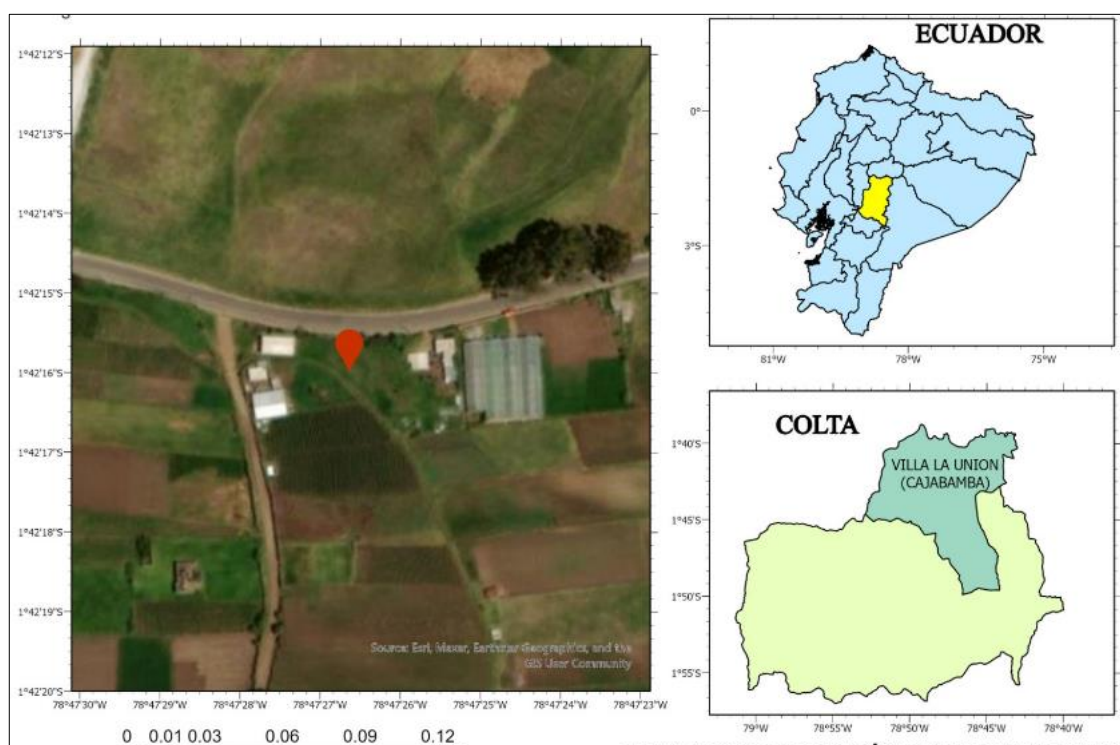 1°42'12"S
1°42'13"S
1°42'14"S
1°42'15"S
1°42'16"S
1°42'17"S
1°42'18"S
1°42'19"S
1°42'20"S
Source: Esri, Maxar, Earthstar Geographics, and the
GIS User Community
78°47'30"W 78°47'29"W 78°47'28"W 78°47'27"W 78°47'26"W 78°47'25"W 78°47'24"W 78°47'23"W
0 0.01 0.03 0.06 0.09 0.12
ECUADOR
0°
3°S
81°W 78°W 75°W
COLTA
VILLA LA UNION
(CAJABAMBA)
1°40'S
1°45'S
1°50'S
1°55'S
79°W 78°55'W 78°50'W 78°45'W 78°40'W